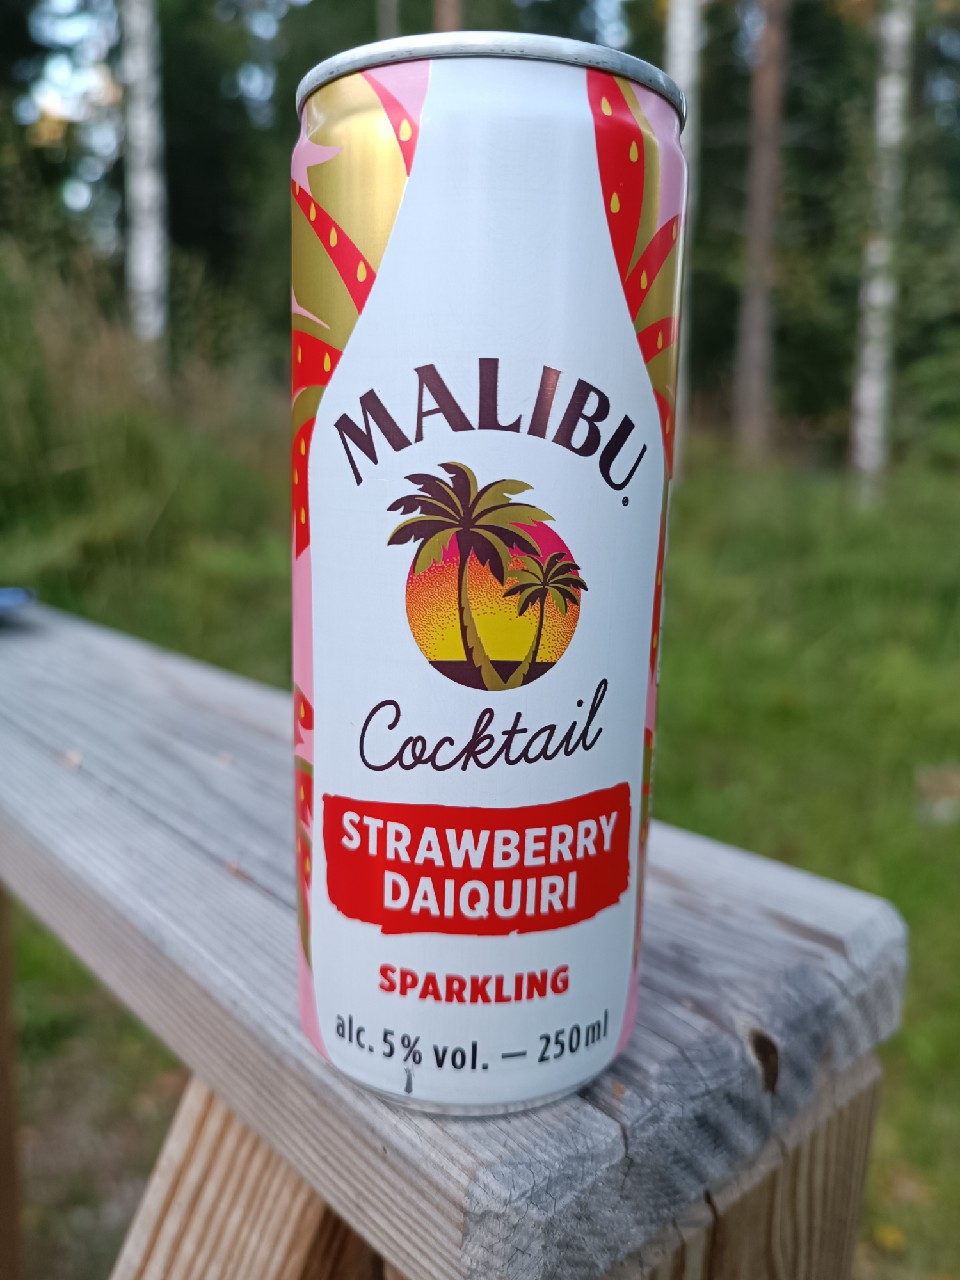 MALIBU
Cocktail
STRAWBERRY
DAIQUIRI
SPARKLING
alc. 5% vol. — 250ml